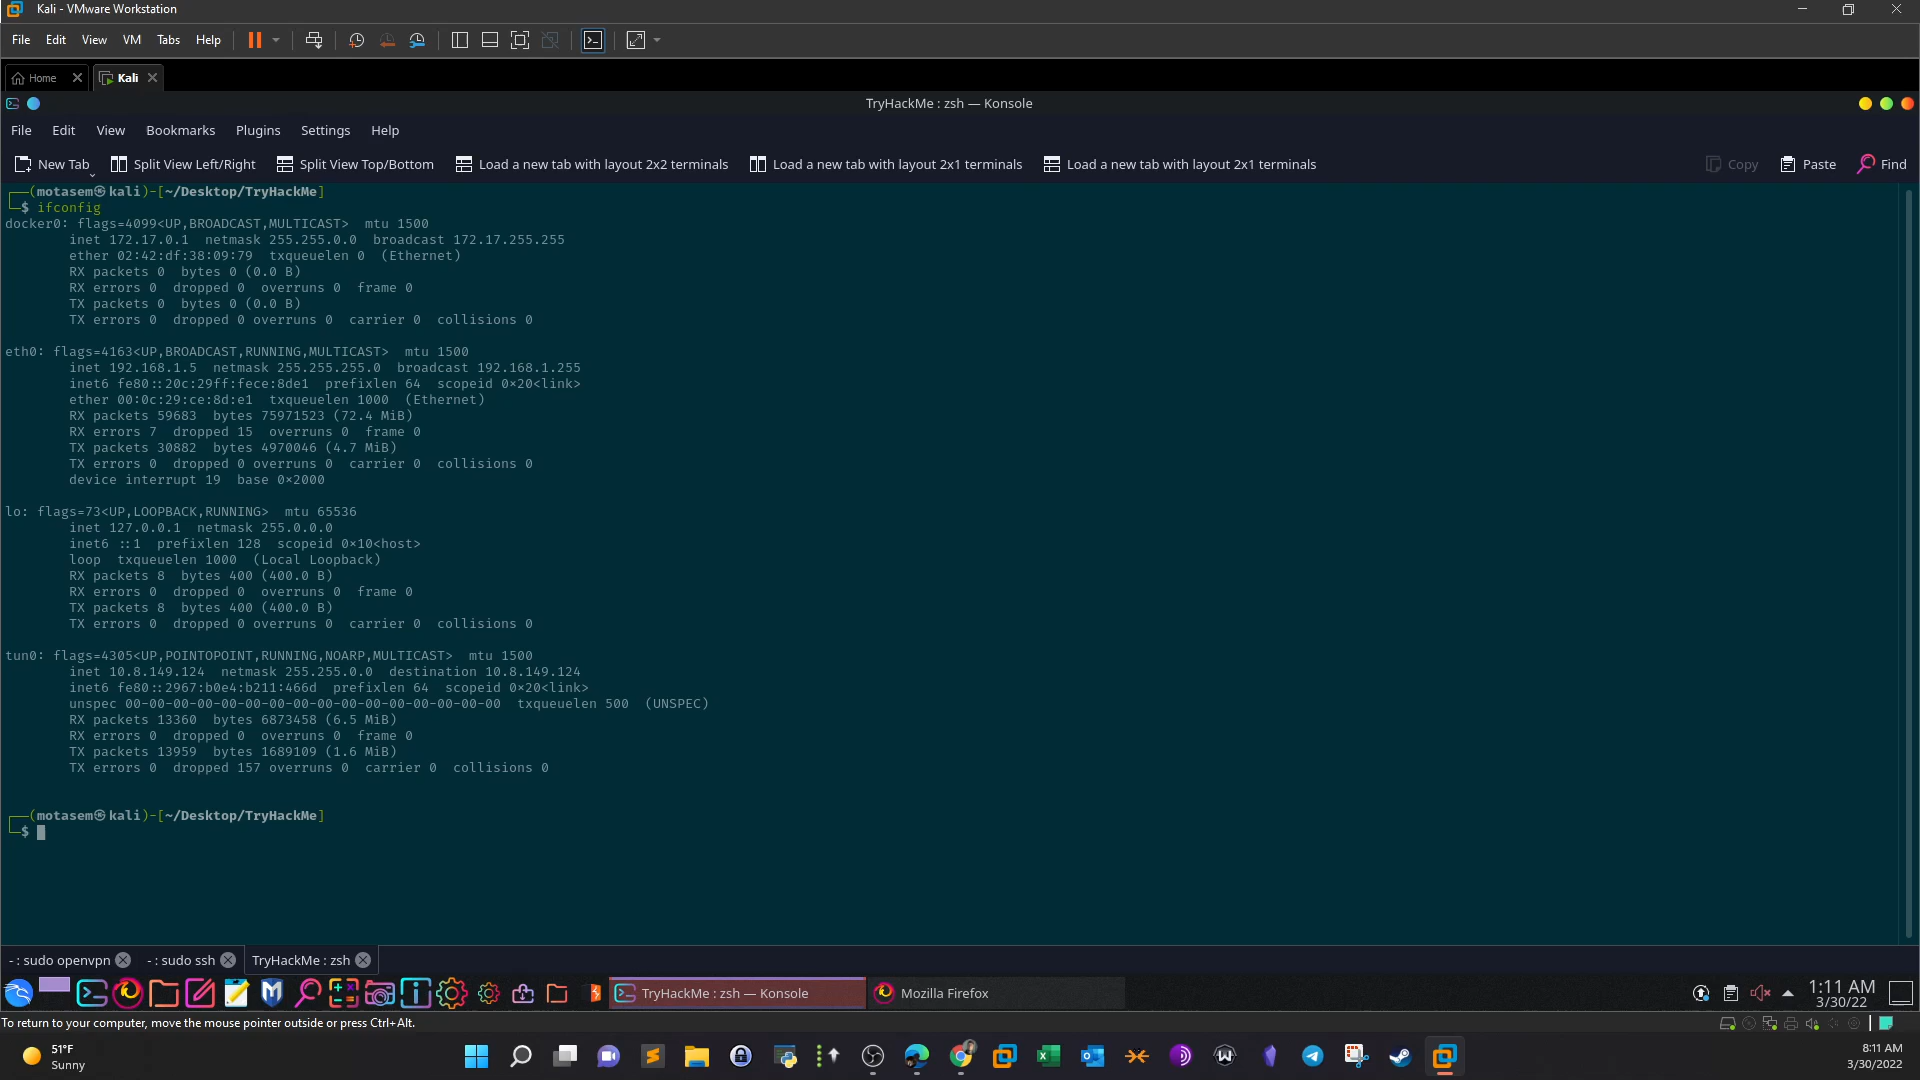 Kali - VMware Workstation
File Edit View VM Tabs Help
Home Kali
TryHackMe : zsh — Konsole
File Edit View Bookmarks Plugins Settings Help
New Tab Split View Left/Right Split View Top/Bottom Load a new tab with layout 2x2 terminals Load a new tab with layout 2x1 terminals Load a new tab with layout 2x1 terminals Copy Paste Find
┌──(motasem㉿kali)-[~/Desktop/TryHackMe]
└─$ ifconfig
docker0: flags=4099<UP,BROADCAST,MULTICAST>  mtu 1500
        inet 172.17.0.1  netmask 255.255.0.0  broadcast 172.17.255.255
        ether 02:42:df:38:09:79  txqueuelen 0  (Ethernet)
        RX packets 0  bytes 0 (0.0 B)
        RX errors 0  dropped 0  overruns 0  frame 0
        TX packets 0  bytes 0 (0.0 B)
        TX errors 0  dropped 0 overruns 0  carrier 0  collisions 0
eth0: flags=4163<UP,BROADCAST,RUNNING,MULTICAST>  mtu 1500
        inet 192.168.1.5  netmask 255.255.255.0  broadcast 192.168.1.255
        inet6 fe80::20c:29ff:fece:8de1  prefixlen 64  scopeid 0×20<link>
        ether 00:0c:29:ce:8d:e1  txqueuelen 1000  (Ethernet)
        RX packets 59683  bytes 75971523 (72.4 MiB)
        RX errors 7  dropped 15  overruns 0  frame 0
        TX packets 30882  bytes 4970046 (4.7 MiB)
        TX errors 0  dropped 0 overruns 0  carrier 0  collisions 0
        device interrupt 19  base 0×2000
lo: flags=73<UP,LOOPBACK,RUNNING>  mtu 65536
        inet 127.0.0.1  netmask 255.0.0.0
        inet6 ::1  prefixlen 128  scopeid 0×10<host>
        loop  txqueuelen 1000  (Local Loopback)
        RX packets 8  bytes 400 (400.0 B)
        RX errors 0  dropped 0  overruns 0  frame 0
        TX packets 8  bytes 400 (400.0 B)
        TX errors 0  dropped 0 overruns 0  carrier 0  collisions 0
tun0: flags=4305<UP,POINTOPOINT,RUNNING,NOARP,MULTICAST>  mtu 1500
        inet 10.8.149.124  netmask 255.255.0.0  destination 10.8.149.124
        inet6 fe80::2967:b0e4:b211:466d  prefixlen 64  scopeid 0×20<link>
        unspec 00-00-00-00-00-00-00-00-00-00-00-00-00-00-00-00  txqueuelen 500  (UNSPEC)
        RX packets 13360  bytes 6873458 (6.5 MiB)
        RX errors 0  dropped 0  overruns 0  frame 0
        TX packets 13959  bytes 1689109 (1.6 MiB)
        TX errors 0  dropped 157 overruns 0  carrier 0  collisions 0
┌──(motasem㉿kali)-[~/Desktop/TryHackMe]
└─$
- : sudo openvpn - : sudo ssh TryHackMe : zsh
TryHackMe : zsh — Konsole Mozilla Firefox 1:11 AM
3/30/22
To return to your computer, move the mouse pointer outside or press Ctrl+Alt.
51°F
Sunny
8:11 AM
3/30/2022